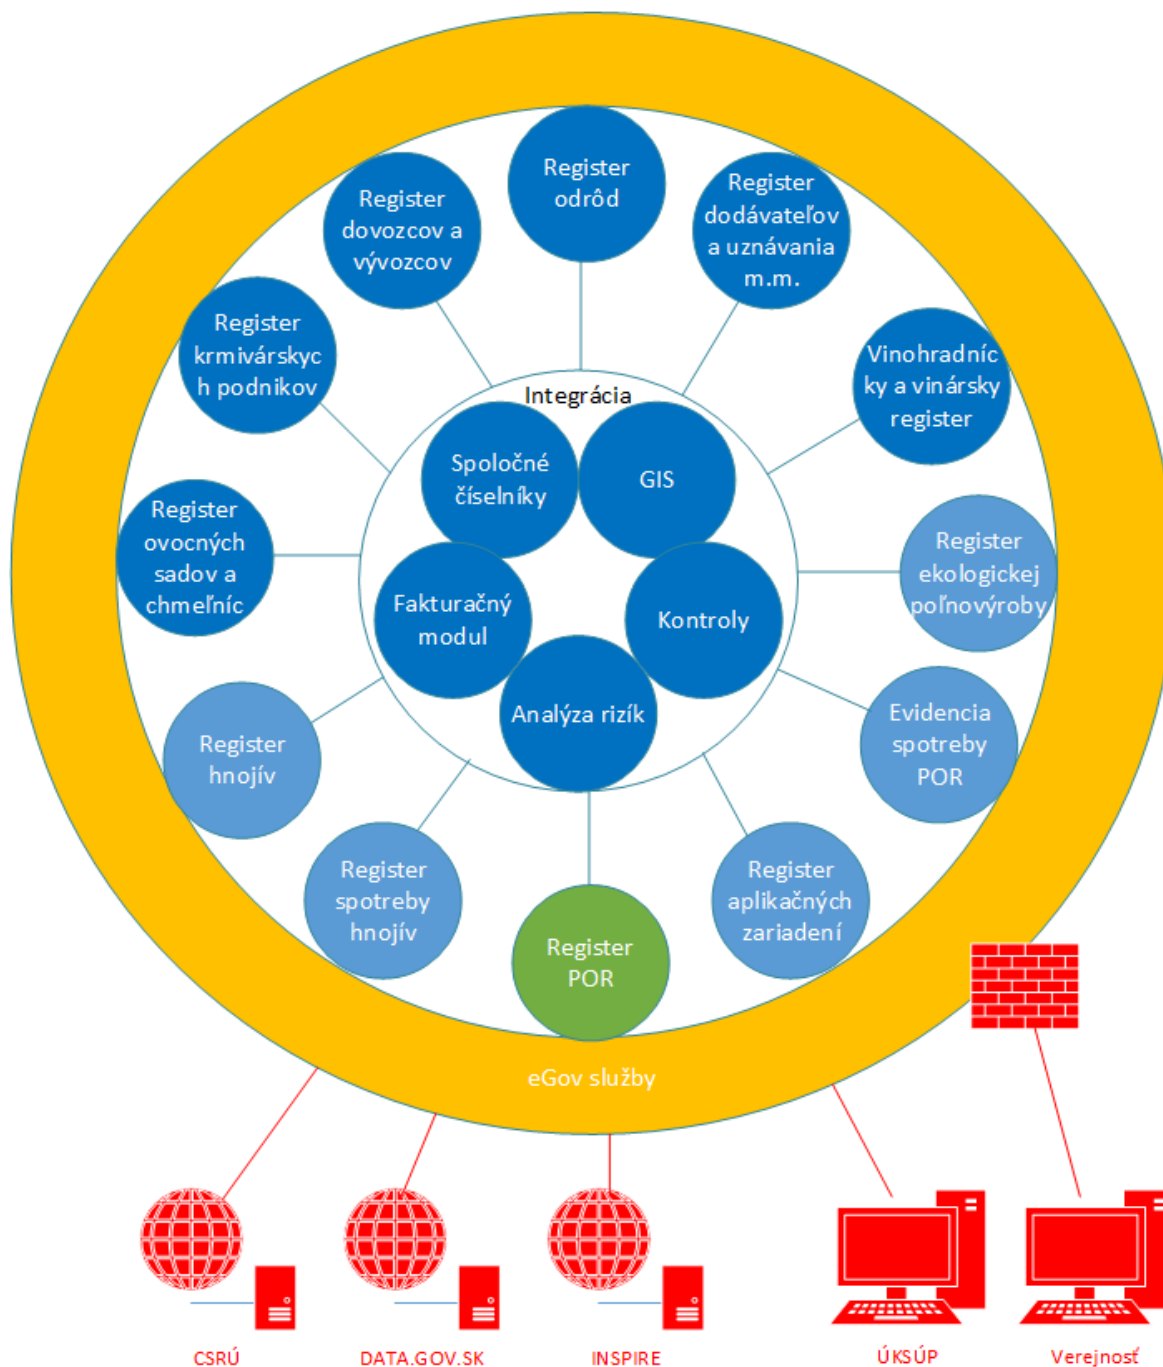 Register
odrôd
Register
dovozcov a
vývozcov
Register
dodávateľov
a uznávania
m.m.
Register
krmivárskyc
h podnikov
Vinohradníc
ky a vinársky
register
Integrácia
Spoločné
číselníky
GIS
Register
ovocných
sadov a
chmeľníc
Register
ekologickej
poľnovýroby
Fakturačný
modul
Kontroly
Analýza rizík
Register
hnojív
Evidencia
spotreby
POR
Register
spotreby
hnojív
Register
aplikačných
zariadení
Register
POR
eGov služby
CSRÚ
DATA.GOV.SK
INSPIRE
ÚKSÚP
Verejnosť